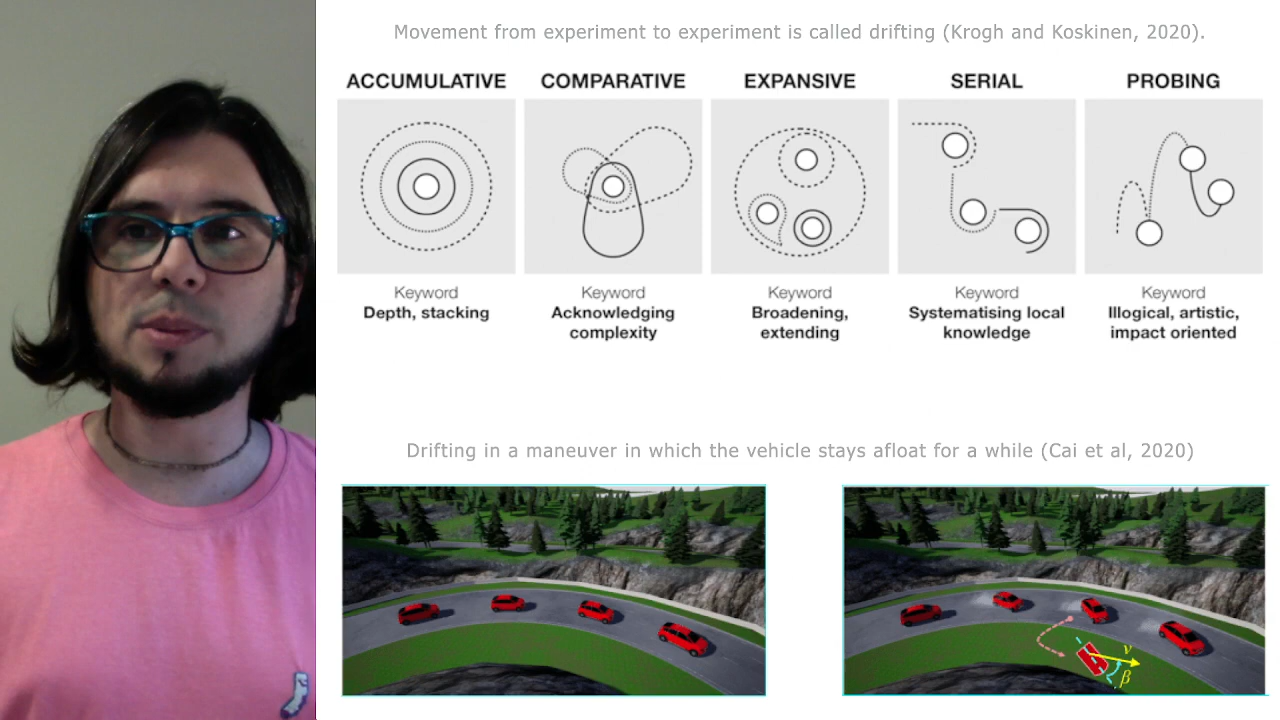 Movement from experiment to experiment is called drifting (Krogh and Koskinen, 2020).
ACCUMULATIVE COMPARATIVE EXPANSIVE SERIAL PROBING
Keyword Keyword Keyword Keyword Keyword
Depth, stacking Acknowledging Broadening, Systematising local Illogical, artistic,
complexity extending knowledge impact oriented
Drifting in a maneuver in which the vehicle stays afloat for a while (Cai et al, 2020)
ν
β